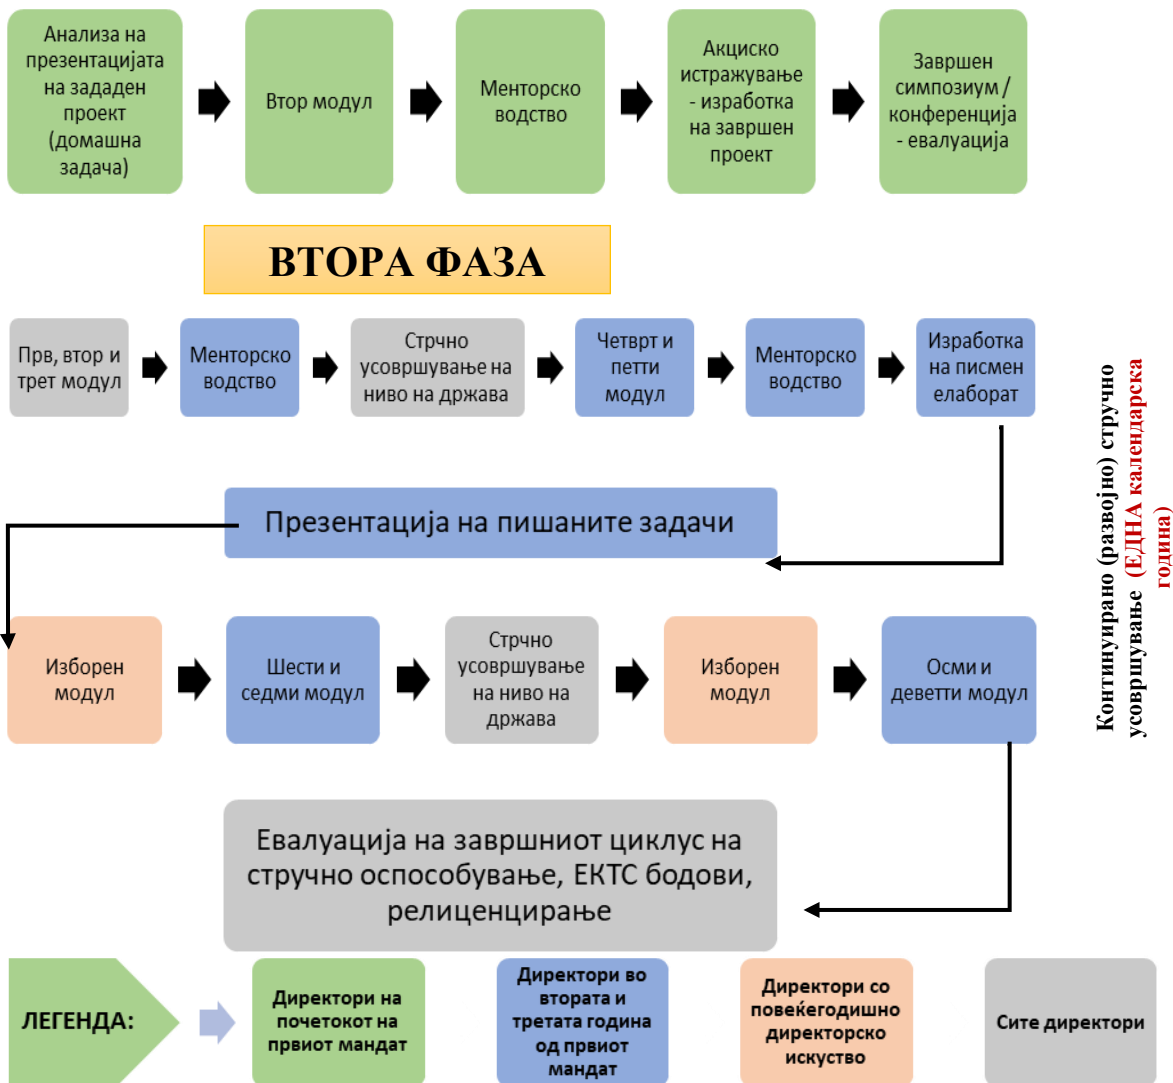 Анализа на
презентацијата
на зададен
проект
(домашна
задача)
Втор модул
Менторско
водство
Акциско
истражување
- изработка
на завршен
проект
Завршен
симпозиум /
конференција
- евалуација
ВТОРА ФАЗА
Прв, втор и
трет модул
Менторско
водство
Стрчно
усовршување на
ниво на држава
Четврт и
петти
модул
Менторско
водство
Изработка
на писмен
елаборат
Презентација на пишаните задачи
Изборен
модул
Шести и
седми модул
Стрчно
усовршување
на ниво на
држава
Изборен
модул
Осми и
деветти модул
Континуирано (развојно) стручно
усовршување (ЕДНА календарска
година)
Евалуација на завршниот циклус на
стручно оспособување, ЕКТС бодови,
релиценцирање
ЛЕГЕНДА:
Директори на
почетокот на
првиот мандат
Директори во
втората и
третата година
од првиот
мандат
Директори со
повеќегодишно
директорско
искуство
Сите директори